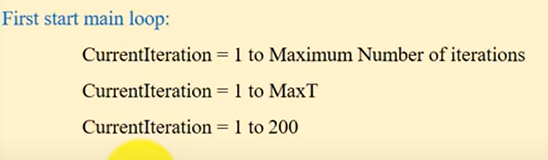 First start main loop:
CurrentIteration = 1 to Maximum Number of iterations
CurrentIteration = 1 to MaxT
CurrentIteration = 1 to 200